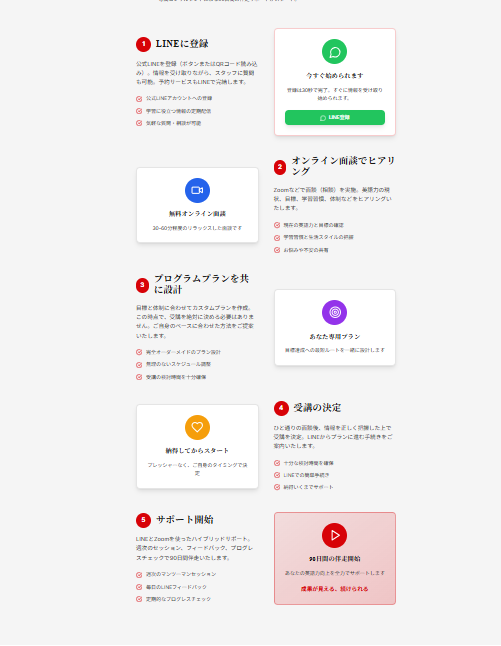 1 LINEに登録
公式LINEを登録（ボタンまたはQRコード読み込
み）。情報を受け取りながら、スタッフに質問
も可能。予約サービスもLINEで完結します。
公式LINEアカウントへの登録
学習に役立つ情報の定期配信
気軽な質問・相談が可能
今すぐ始められます
登録は30秒で完了。すぐに情報を受け取り
始められます。
LINE登録
2 オンライン面談でヒアリ
ング
Zoomなどで面談（相談）を実施。英語力の現
状、目標、学習習慣、体制などをヒアリングい
たします。
現在の英語力と目標の確認
学習習慣と生活スタイルの把握
お悩みや不安の共有
無料オンライン面談
30-60分程度のリラックスした面談です
3 プログラムプランを共
に設計
目標と体制に合わせてカスタムプランを作成。
この時点で、受講を絶対に決める必要はありま
せん。ご自身のペースに合わせた方法をご提案
いたします。
完全オーダーメイドのプラン設計
無理のないスケジュール調整
受講の検討時間を十分確保
あなた専用プラン
目標達成への最短ルートを一緒に設計します
4 受講の決定
ひと通りの面談後、情報を正しく把握した上で
受講を決定。LINEからプランに進む手続きをご
案内いたします。
十分な検討時間を確保
LINEでの簡単手続き
納得いくまでサポート
納得してからスタート
プレッシャーなく、ご自身のタイミングで決
定
5 サポート開始
LINEとZoomを使ったハイブリッドサポート。
週次のセッション、フィードバック、プログレ
スチェックで90日間伴走いたします。
週次のマンツーマンセッション
毎日のLINEフィードバック
定期的なプログレスチェック
90日間の伴走開始
あなたの英語力向上を全力でサポートします
成果が見える、続けられる